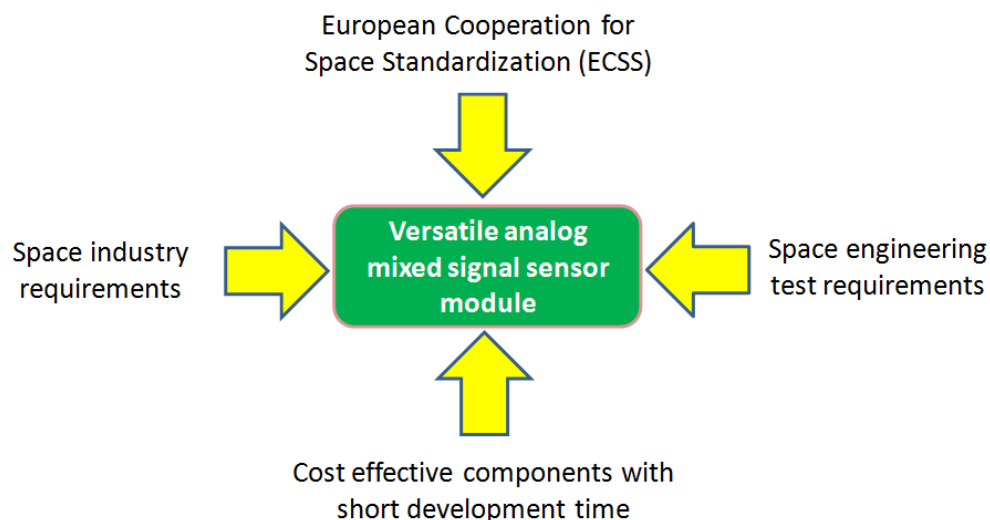 European Cooperation for
Space Standardization (ECSS)
Space industry
requirements
Versatile analog
mixed signal sensor
module
Space engineering
test requirements
Cost effective components with
short development time